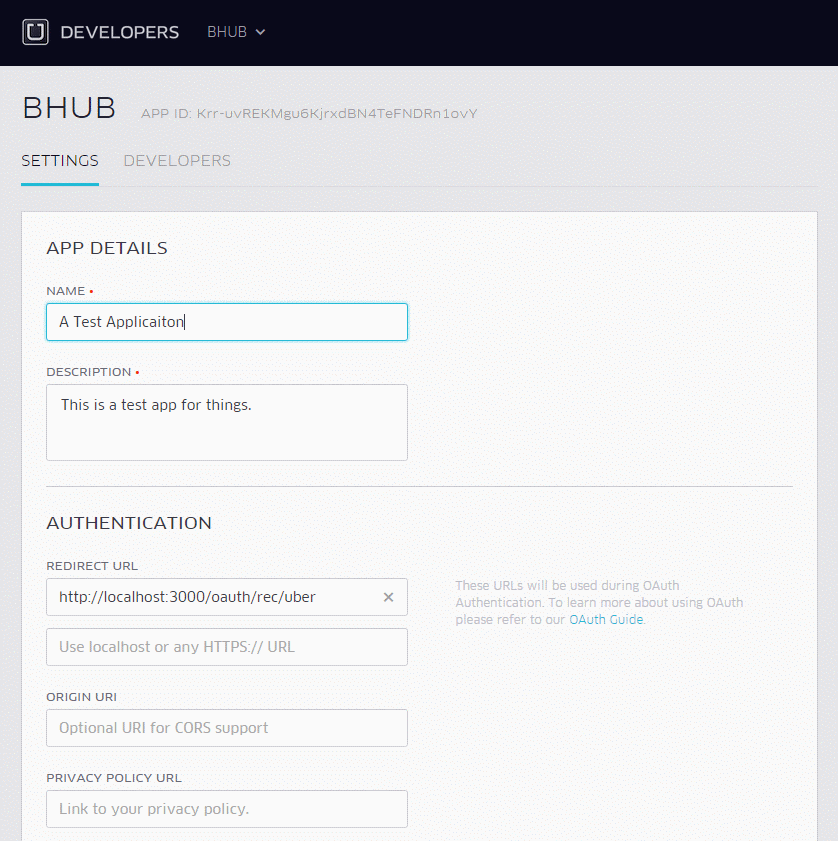 DEVELOPERS BHUB
BHUB APP ID: Krr-uvREKMgu6KjrxdBN4TeFNDRn1ovY
SETTINGS DEVELOPERS
APP DETAILS
NAME •
A Test Applicaiton
DESCRIPTION •
This is a test app for things.
AUTHENTICATION
REDIRECT URL
http://localhost:3000/oauth/rec/uber
These URLs will be used during OAuth
Authentication. To learn more about using OAuth
please refer to our OAuth Guide.
Use localhost or any HTTPS:// URL
ORIGIN URI
Optional URI for CORS support
PRIVACY POLICY URL
Link to your privacy policy.